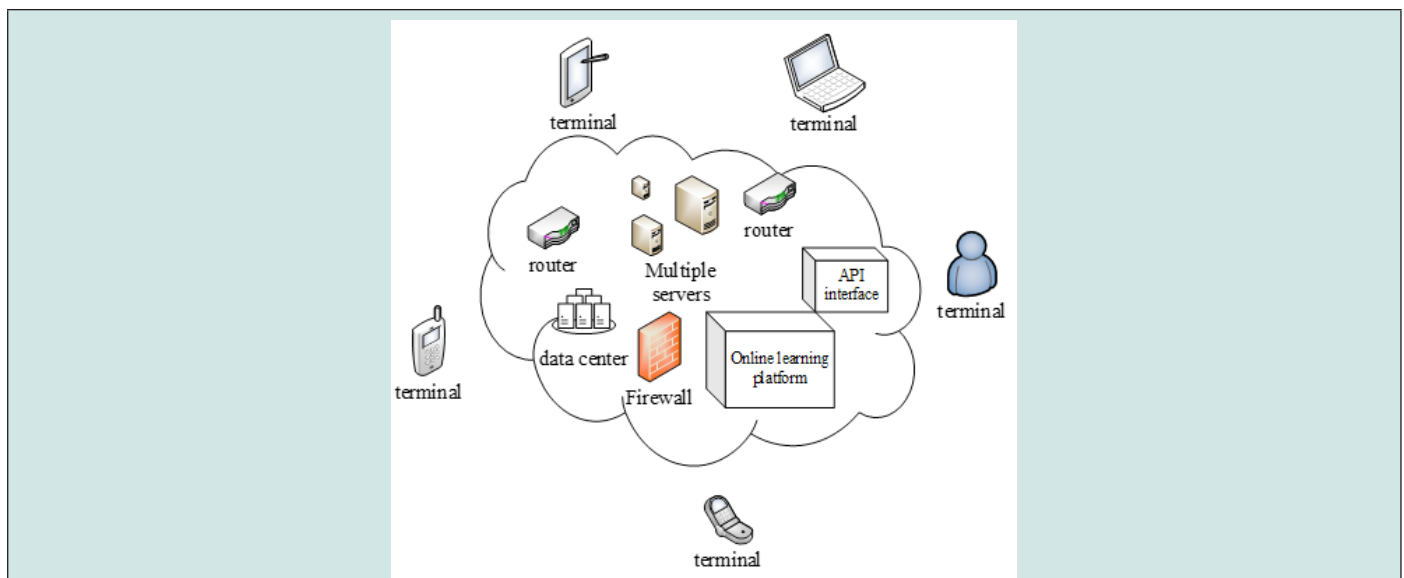 terminal
terminal
router
router
Multiple
servers
API
interface
terminal
data center
Online learning
platform
Firewall
terminal
terminal